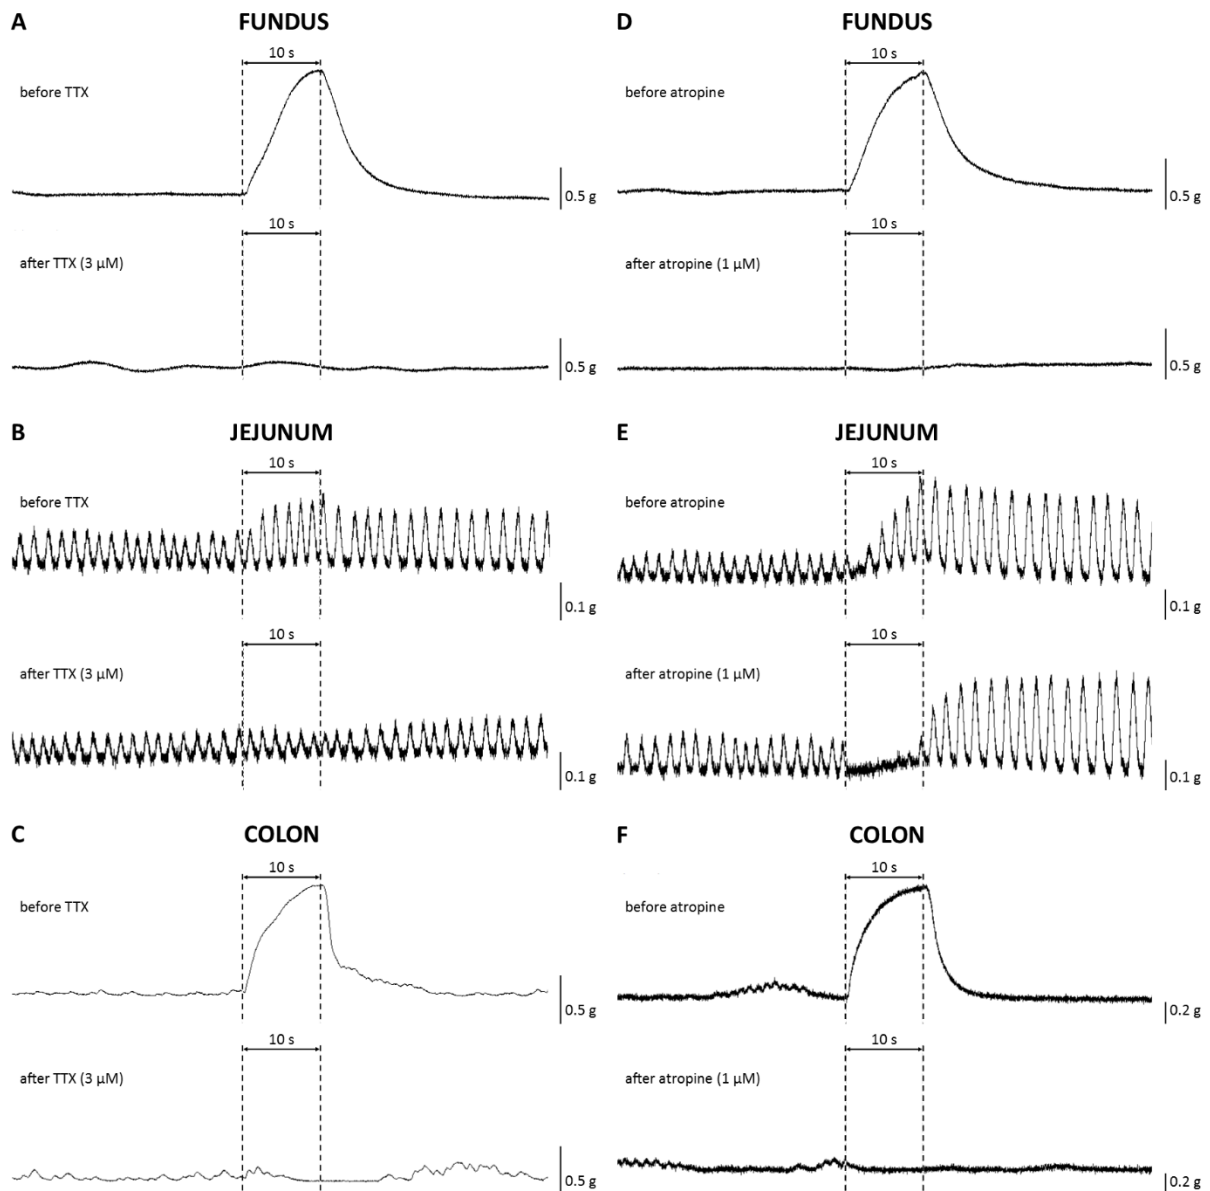 A
FUNDUS
10 s
before TTX
0.5 g
10 s
after TTX (3 µM)
0.5 g
B
JEJUNUM
10 s
before TTX
0.1 g
10 s
after TTX (3 µM)
0.1 g
C
COLON
10 s
before TTX
0.5 g
10 s
after TTX (3 µM)
0.5 g
D
FUNDUS
10 s
before atropine
0.5 g
10 s
after atropine (1 µM)
0.5 g
E
JEJUNUM
10 s
before atropine
0.1 g
10 s
after atropine (1 µM)
0.1 g
F
COLON
10 s
before atropine
0.2 g
10 s
after atropine (1 µM)
0.2 g